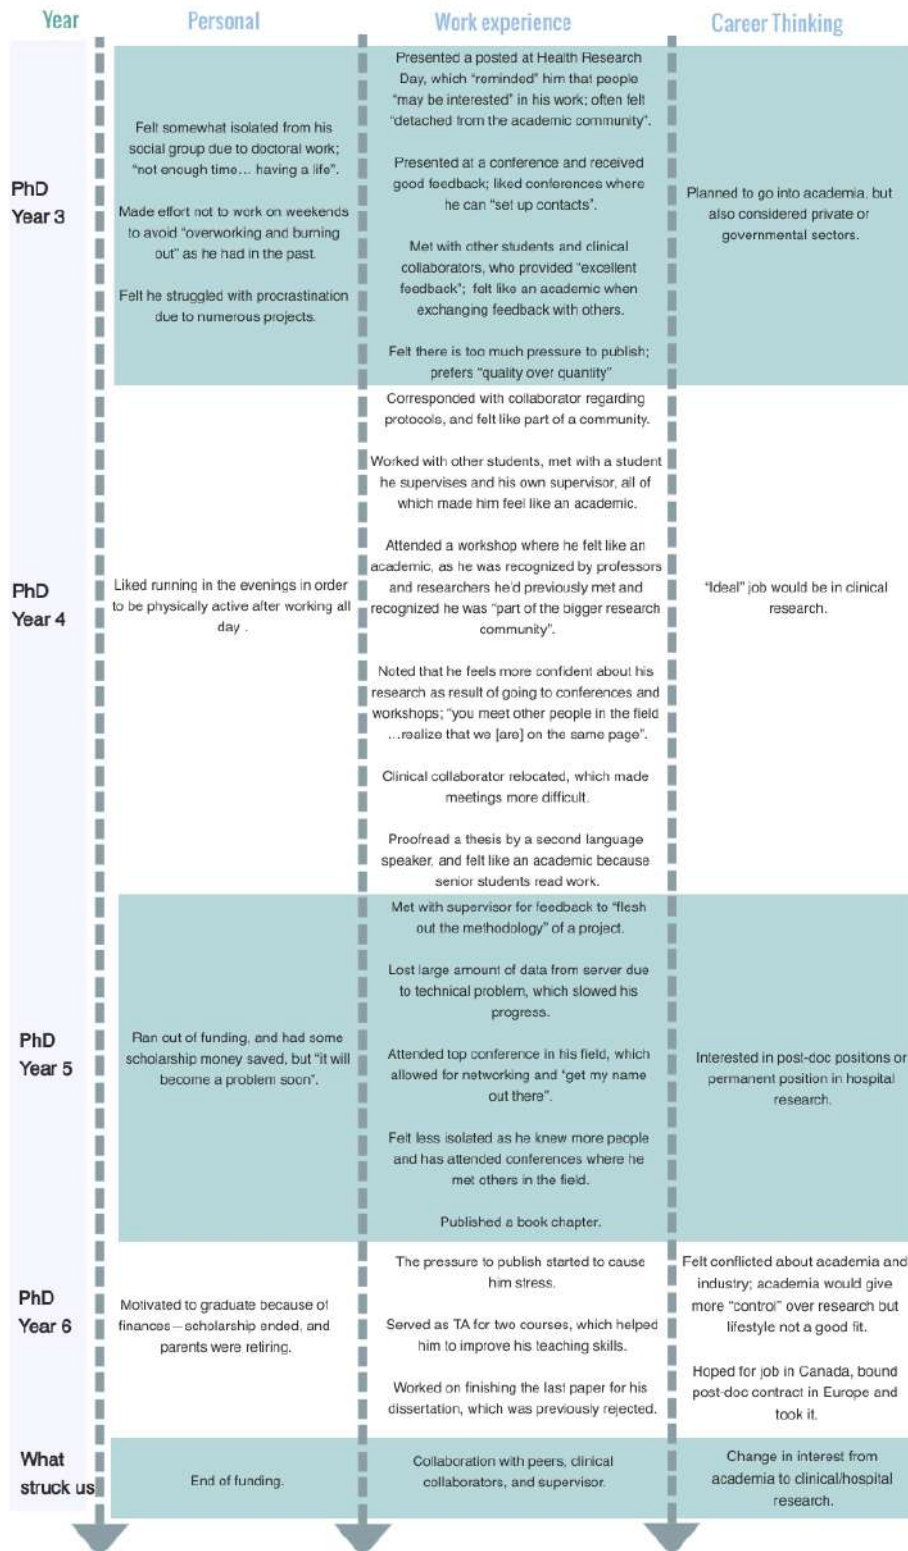 Year
Personal
Work experience
Career Thinking
PhD
Year 3
Felt somewhat isolated from his
social group due to doctoral work;
“not enough time… having a life”.
Made effort not to work on weekends
to avoid “overworking and burning
out” as he had in the past.
Felt he struggled with procrastination
due to numerous projects.
Presented a posted at Health Research
Day, which “reminded” him that people
“may be interested” in his work; often felt
“detached from the academic community”.
Presented at a conference and received
good feedback; liked conferences where
he can “set up contacts”.
Met with other students and clinical
collaborators, who provided “excellent
feedback”; felt like an academic when
exchanging feedback with others.
Felt there is too much pressure to publish;
prefers “quality over quantity”
Planned to go into academia, but
also considered private or
governmental sectors.
PhD
Year 4
Liked running in the evenings in order
to be physically active after working all
day .
Corresponded with collaborator regarding
protocols, and felt like part of a community.
Worked with other students, met with a student
he supervises and his own supervisor, all of
which made him feel like an academic.
Attended a workshop where he felt like an
academic, as he was recognized by professors
and researchers he’d previously met and
recognized he was “part of the bigger research
community”.
Noted that he feels more confident about his
research as result of going to conferences and
workshops; “you meet other people in the field
…realize that we [are] on the same page”.
Clinical collaborator relocated, which made
meetings more difficult.
Proofread a thesis by a second language
speaker, and felt like an academic because
senior students read work.
“Ideal” job would be in clinical
research.
PhD
Year 5
Ran out of funding, and had some
scholarship money saved, but “it will
become a problem soon”.
Met with supervisor for feedback to “flesh
out the methodology” of a project.
Lost large amount of data from server due
to technical problem, which slowed his
progress.
Attended top conference in his field, which
allowed for networking and “get my name
out there”.
Felt less isolated as he knew more people
and has attended conferences where he
met others in the field.
Published a book chapter.
Interested in post-doc positions or
permanent position in hospital
research.
PhD
Year 6
Motivated to graduate because of
finances—scholarship ended, and
parents were retiring.
The pressure to publish started to cause
him stress.
Served as TA for two courses, which helped
him to improve his teaching skills.
Worked on finishing the last paper for his
dissertation, which was previously rejected.
Felt conflicted about academia and
industry; academia would give
more “control” over research but
lifestyle not a good fit.
Hoped for job in Canada, bound
post-doc contract in Europe and
took it.
What
struck us
End of funding.
Collaboration with peers, clinical
collaborators, and supervisor.
Change in interest from
academia to clinical/hospital
research.